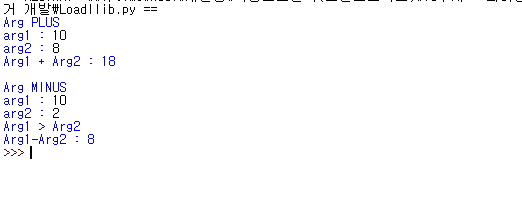 거 개발₩Loadllib.py ==
Arg PLUS
arg1 : 10
arg2 : 8
Arg1 + Arg2 : 18
Arg MINUS
arg1 : 10
arg2 : 2
Arg1 > Arg2
Arg1-Arg2 : 8
>>>